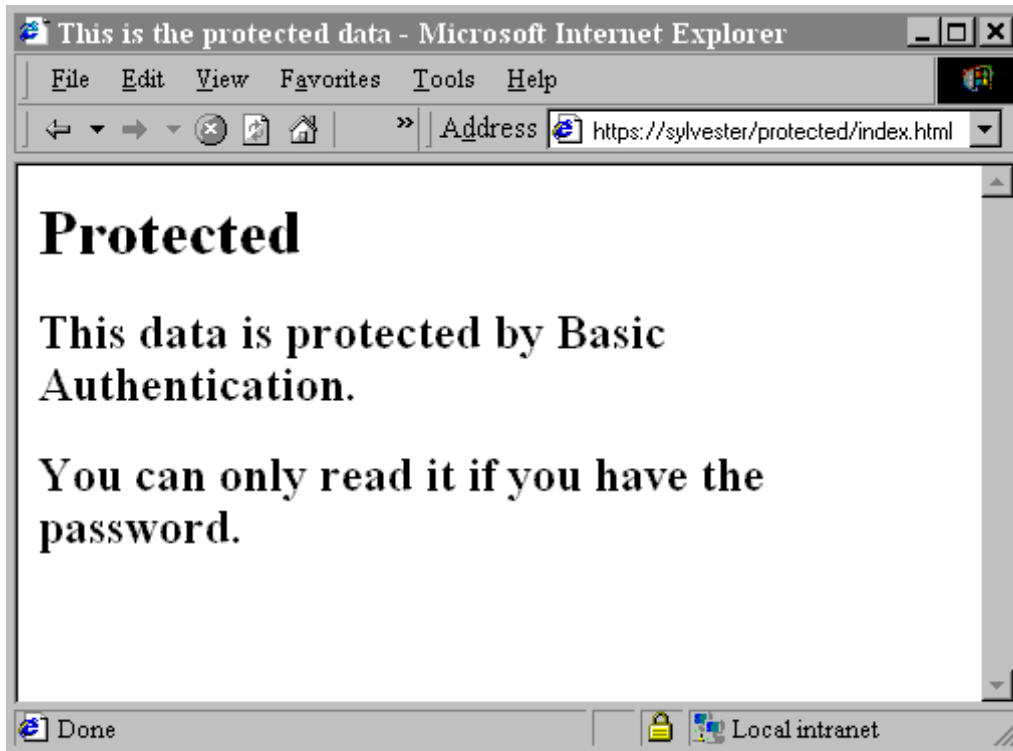 This is the protected data - Microsoft Internet Explorer
File Edit View Favorites Tools Help
» Address https://sylvester/protected/index.html
Protected
This data is protected by Basic
Authentication.
You can only read it if you have the
password.
Done Local intranet